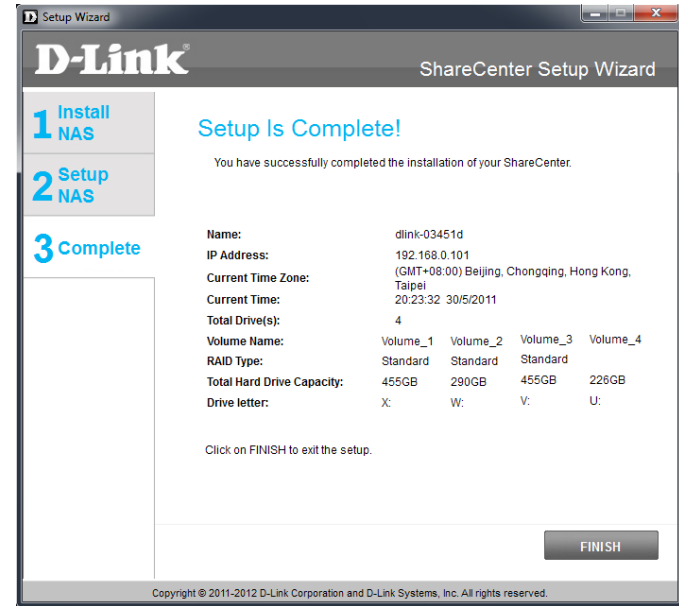 Setup Wizard
D-Link®
ShareCenter Setup Wizard
1 Install
NAS
2 Setup
NAS
3 Complete
Setup Is Complete!
You have successfully completed the installation of your ShareCenter.
Name: dlink-03451d
IP Address: 192.168.0.101
Current Time Zone: (GMT+08:00) Beijing, Chongqing, Hong Kong,
Taipei
Current Time: 20:23:32 30/5/2011
Total Drive(s): 4
Volume Name: Volume_1 Volume_2 Volume_3 Volume_4
RAID Type: Standard Standard Standard
Total Hard Drive Capacity: 455GB 290GB 455GB 226GB
Drive letter: X: W: V: U:
Click on FINISH to exit the setup.
FINISH
Copyright © 2011-2012 D-Link Corporation and D-Link Systems, Inc. All rights reserved.